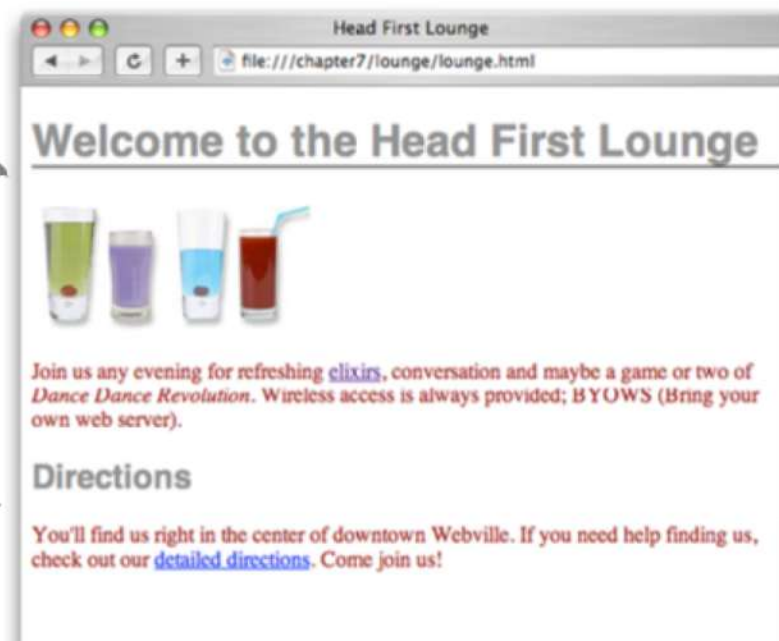 Head First Lounge
file:///chapter7/lounge/lounge.html
Welcome to the Head First Lounge
Join us any evening for refreshing elixirs, conversation and maybe a game or two of
Dance Dance Revolution. Wireless access is always provided; BYOWS (Bring your
own web server).
Directions
You'll find us right in the center of downtown Webville. If you need help finding us,
check out our detailed directions. Come join us!